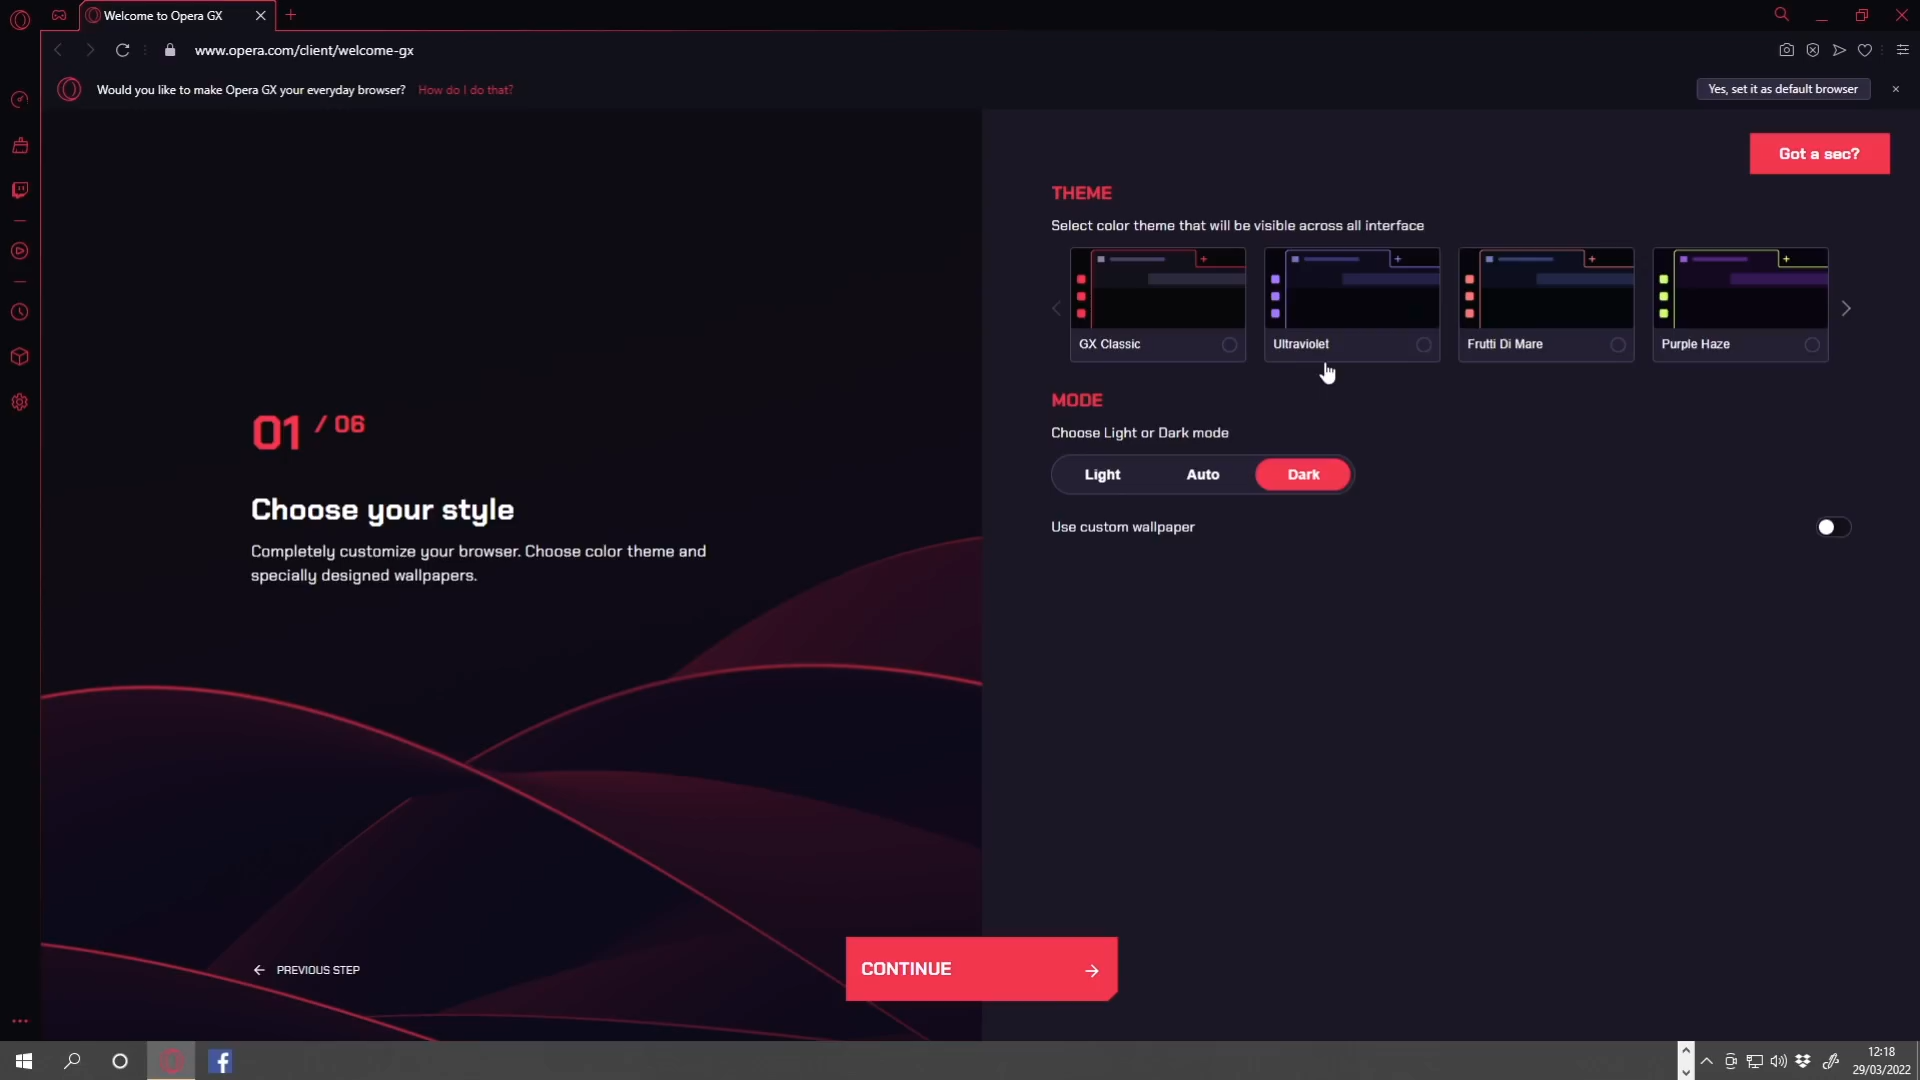 Welcome to Opera GX
www.opera.com/client/welcome-gx
Would you like to make Opera GX your everyday browser? How do I do that?
Yes, set it as default browser
Got a sec?
THEME
Select color theme that will be visible across all interface
GX Classic
Ultraviolet
Frutti Di Mare
Purple Haze
MODE
Choose Light or Dark mode
Light
Auto
Dark
Use custom wallpaper
01 / 06
Choose your style
Completely customize your browser. Choose color theme and
specially designed wallpapers.
PREVIOUS STEP
CONTINUE
12:18
29/03/2022